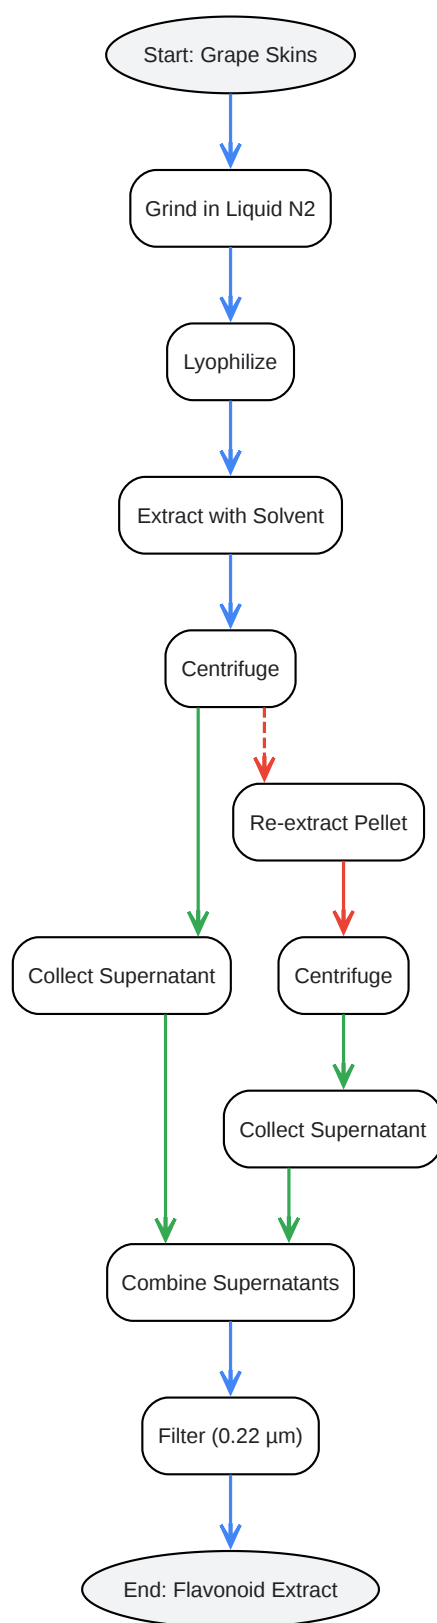 Start: Grape Skins
Grind in Liquid N2
Lyophilize
Extract with Solvent
Centrifuge
Re-extract Pellet
Collect Supernatant
Centrifuge
Collect Supernatant
Combine Supernatants
Filter (0.22 µm)
End: Flavonoid Extract